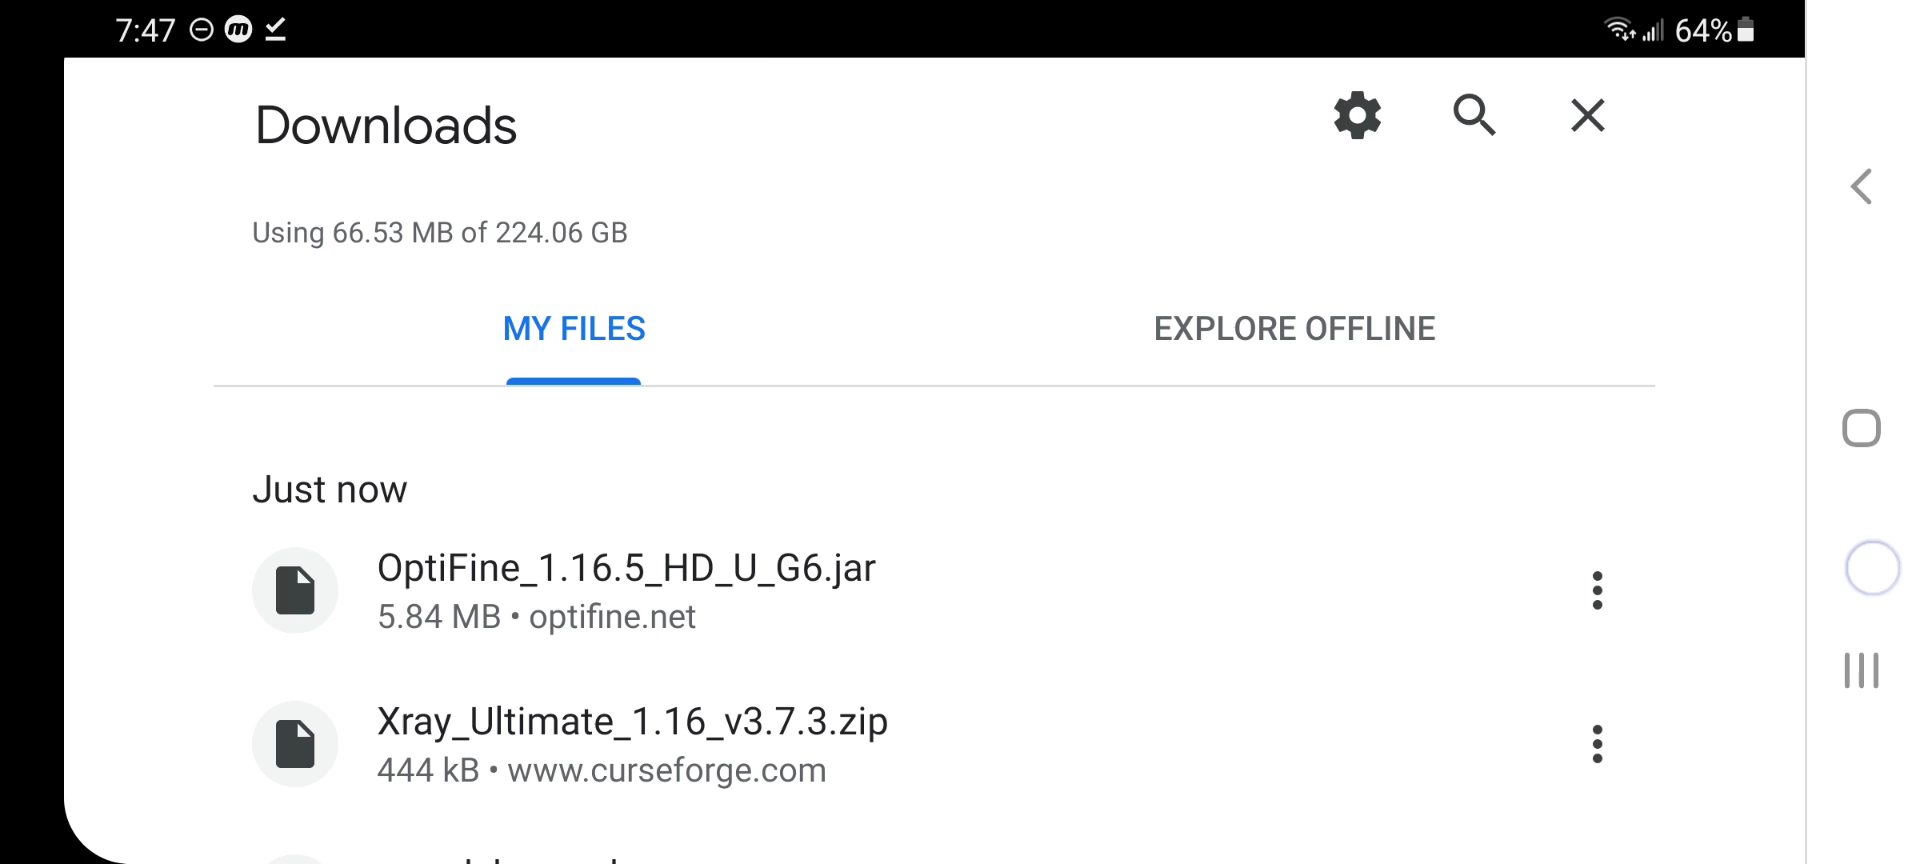 7:47
64%
Downloads
Using 66.53 MB of 224.06 GB
MY FILES
EXPLORE OFFLINE
Just now
OptiFine_1.16.5_HD_U_G6.jar
5.84 MB • optifine.net
Xray_Ultimate_1.16_v3.7.3.zip
444 kB • www.curseforge.com